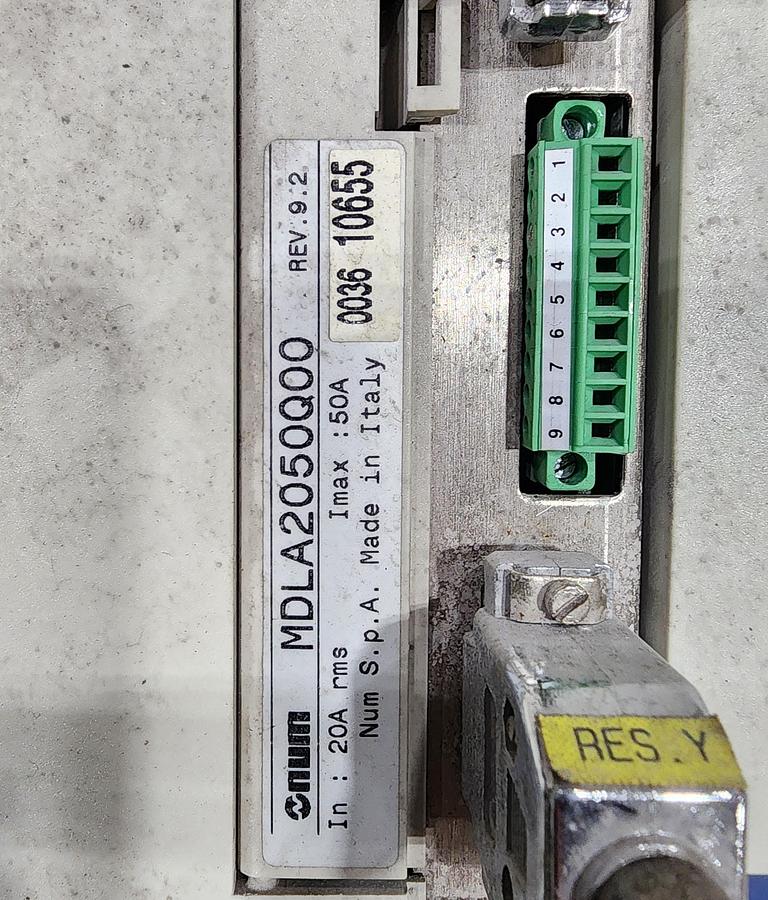 num MDLA2050Q00 REV.9.2
In : 20A rms Imax :50A
Num S.p.A. Made in Italy
0036 10655
1
2
3
4
5
6
7
8
9
RES.Y